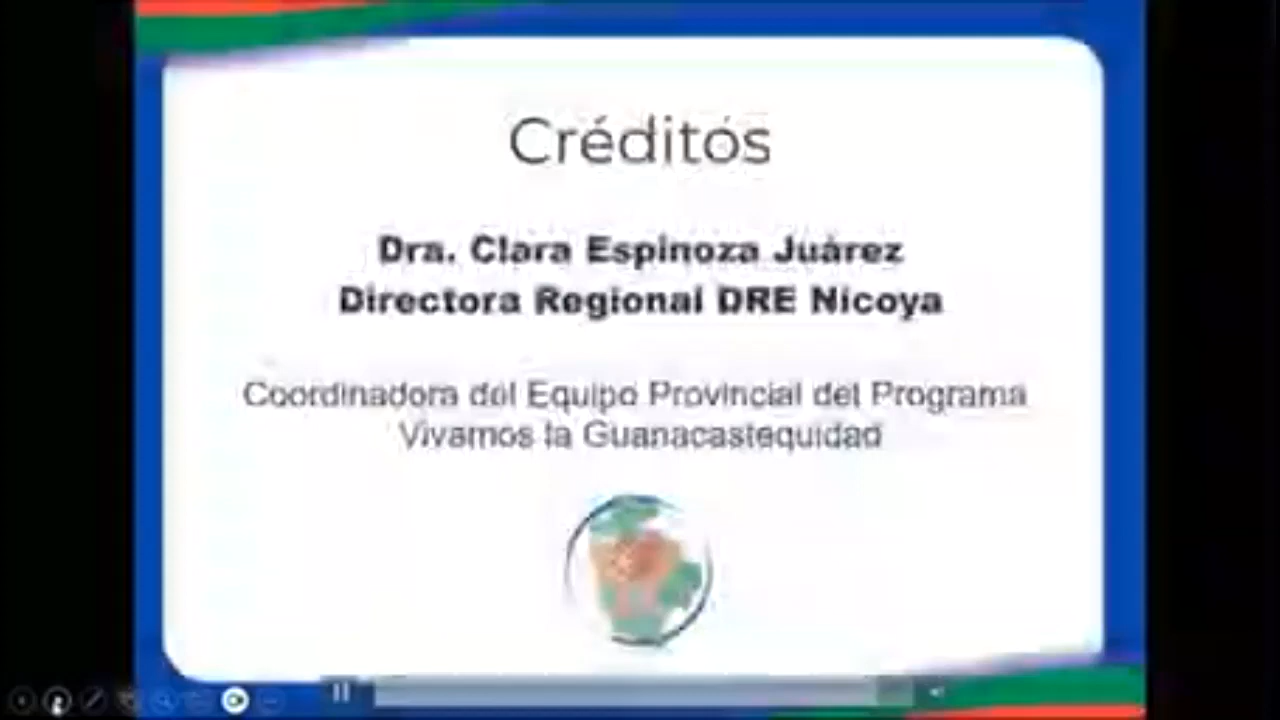 Créditos
Dra. Clara Espinoza Juárez
Directora Regional DRE Nicoya
Coordinadora del Equipo Provincial del Programa
Vivamos la Guanacastequidad